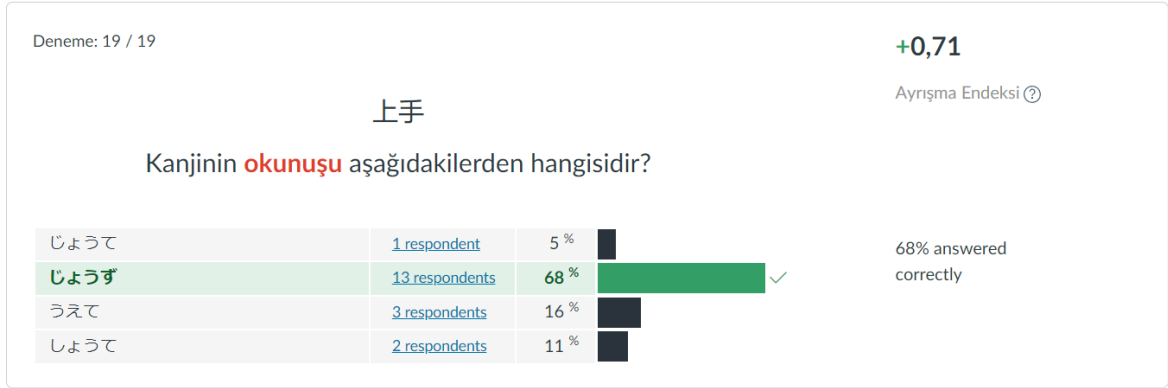 Deneme: 19 / 19
+0,71
Ayrışma Endeksi ?
上手
Kanjinin okunuşu aşağıdakilerden hangisidir?
じょうて 1 respondent 5 %
じょうず 13 respondents 68 %
うえて 3 respondents 16 %
しょうて 2 respondents 11 %
68% answered
correctly